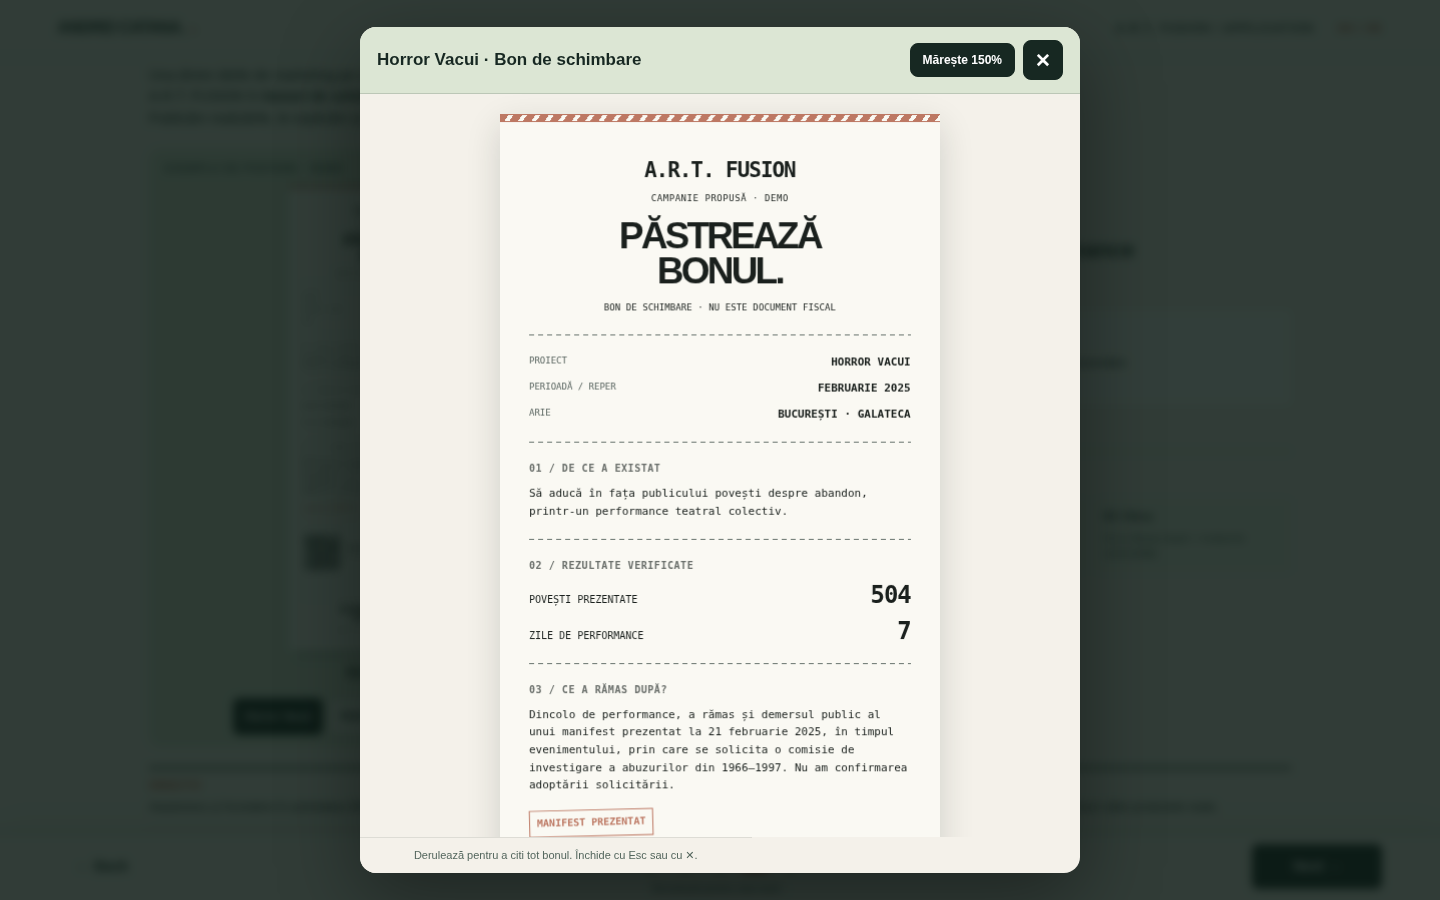 Horror Vacui · Bon de schimbare
Mărește 150%
✕
A.R.T. FUSION
CAMPANIE PROPUSĂ · DEMO
PĂSTREAZĂ
BONUL.
BON DE SCHIMBARE · NU ESTE DOCUMENT FISCAL
PROIECT HORROR VACUI
PERIOADĂ / REPER FEBRUARIE 2025
ARIE BUCUREȘTI · GALATECA
01 / DE CE A EXISTAT
Să aducă în fața publicului povești despre abandon,
printr-un performance teatral colectiv.
02 / REZULTATE VERIFICATE
POVEȘTI PREZENTATE 504
ZILE DE PERFORMANCE 7
03 / CE A RĂMAS DUPĂ?
Dincolo de performance, a rămas și demersul public al
unui manifest prezentat la 21 februarie 2025, în timpul
evenimentului, prin care se solicita o comisie de
investigare a abuzurilor din 1966–1997. Nu am confirmarea
adoptării solicitării.
MANIFEST PREZENTAT
Derulează pentru a citi tot bonul. Închide cu Esc sau cu ✕.